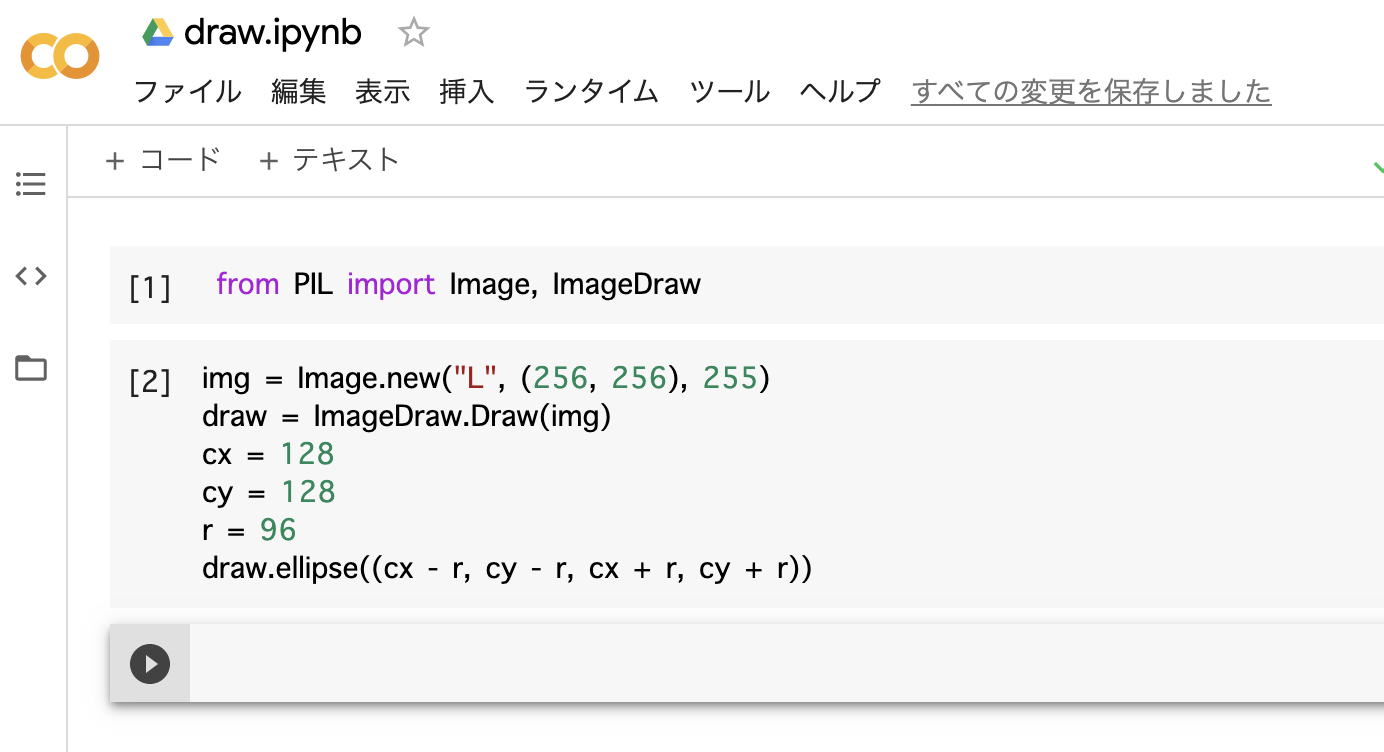 draw.ipynb
ファイル 編集 表示 挿入 ランタイム ツール ヘルプ すべての変更を保存しました
+ コード + テキスト
[1] from PIL import Image, ImageDraw
[2] img = Image.new("L", (256, 256), 255)
draw = ImageDraw.Draw(img)
cx = 128
cy = 128
r = 96
draw.ellipse((cx - r, cy - r, cx + r, cy + r))